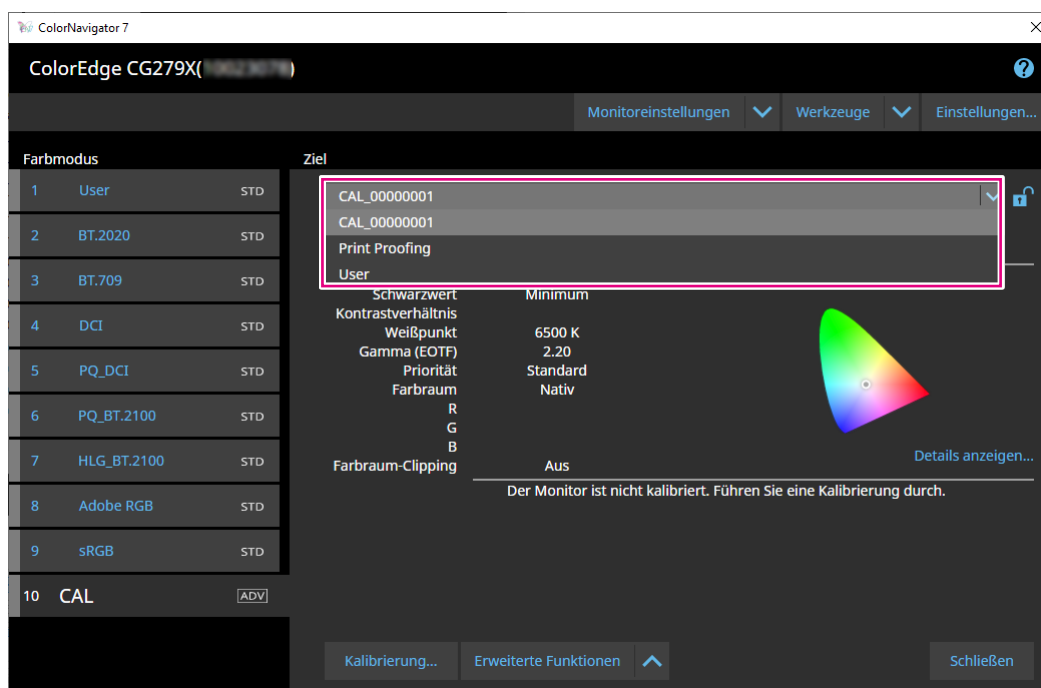 ColorNavigator 7
ColorEdge CG279X( )
Monitoreinstellungen Werkzeuge Einstellungen...
Farbmodus
Ziel
1 User STD
2 BT.2020 STD
3 BT.709 STD
4 DCI STD
5 PQ_DCI STD
6 PQ_BT.2100 STD
7 HLG_BT.2100 STD
8 Adobe RGB STD
9 sRGB STD
10 CAL ADV
CAL_00000001
CAL_00000001
Print Proofing
User
Schwarzwert Minimum
Kontrastverhältnis
Weißpunkt 6500 K
Gamma (EOTF) 2.20
Priorität Standard
Farbraum Nativ
R
G
B
Farbraum-Clipping Aus
Details anzeigen...
Der Monitor ist nicht kalibriert. Führen Sie eine Kalibrierung durch.
Kalibrierung... Erweiterte Funktionen Schließen